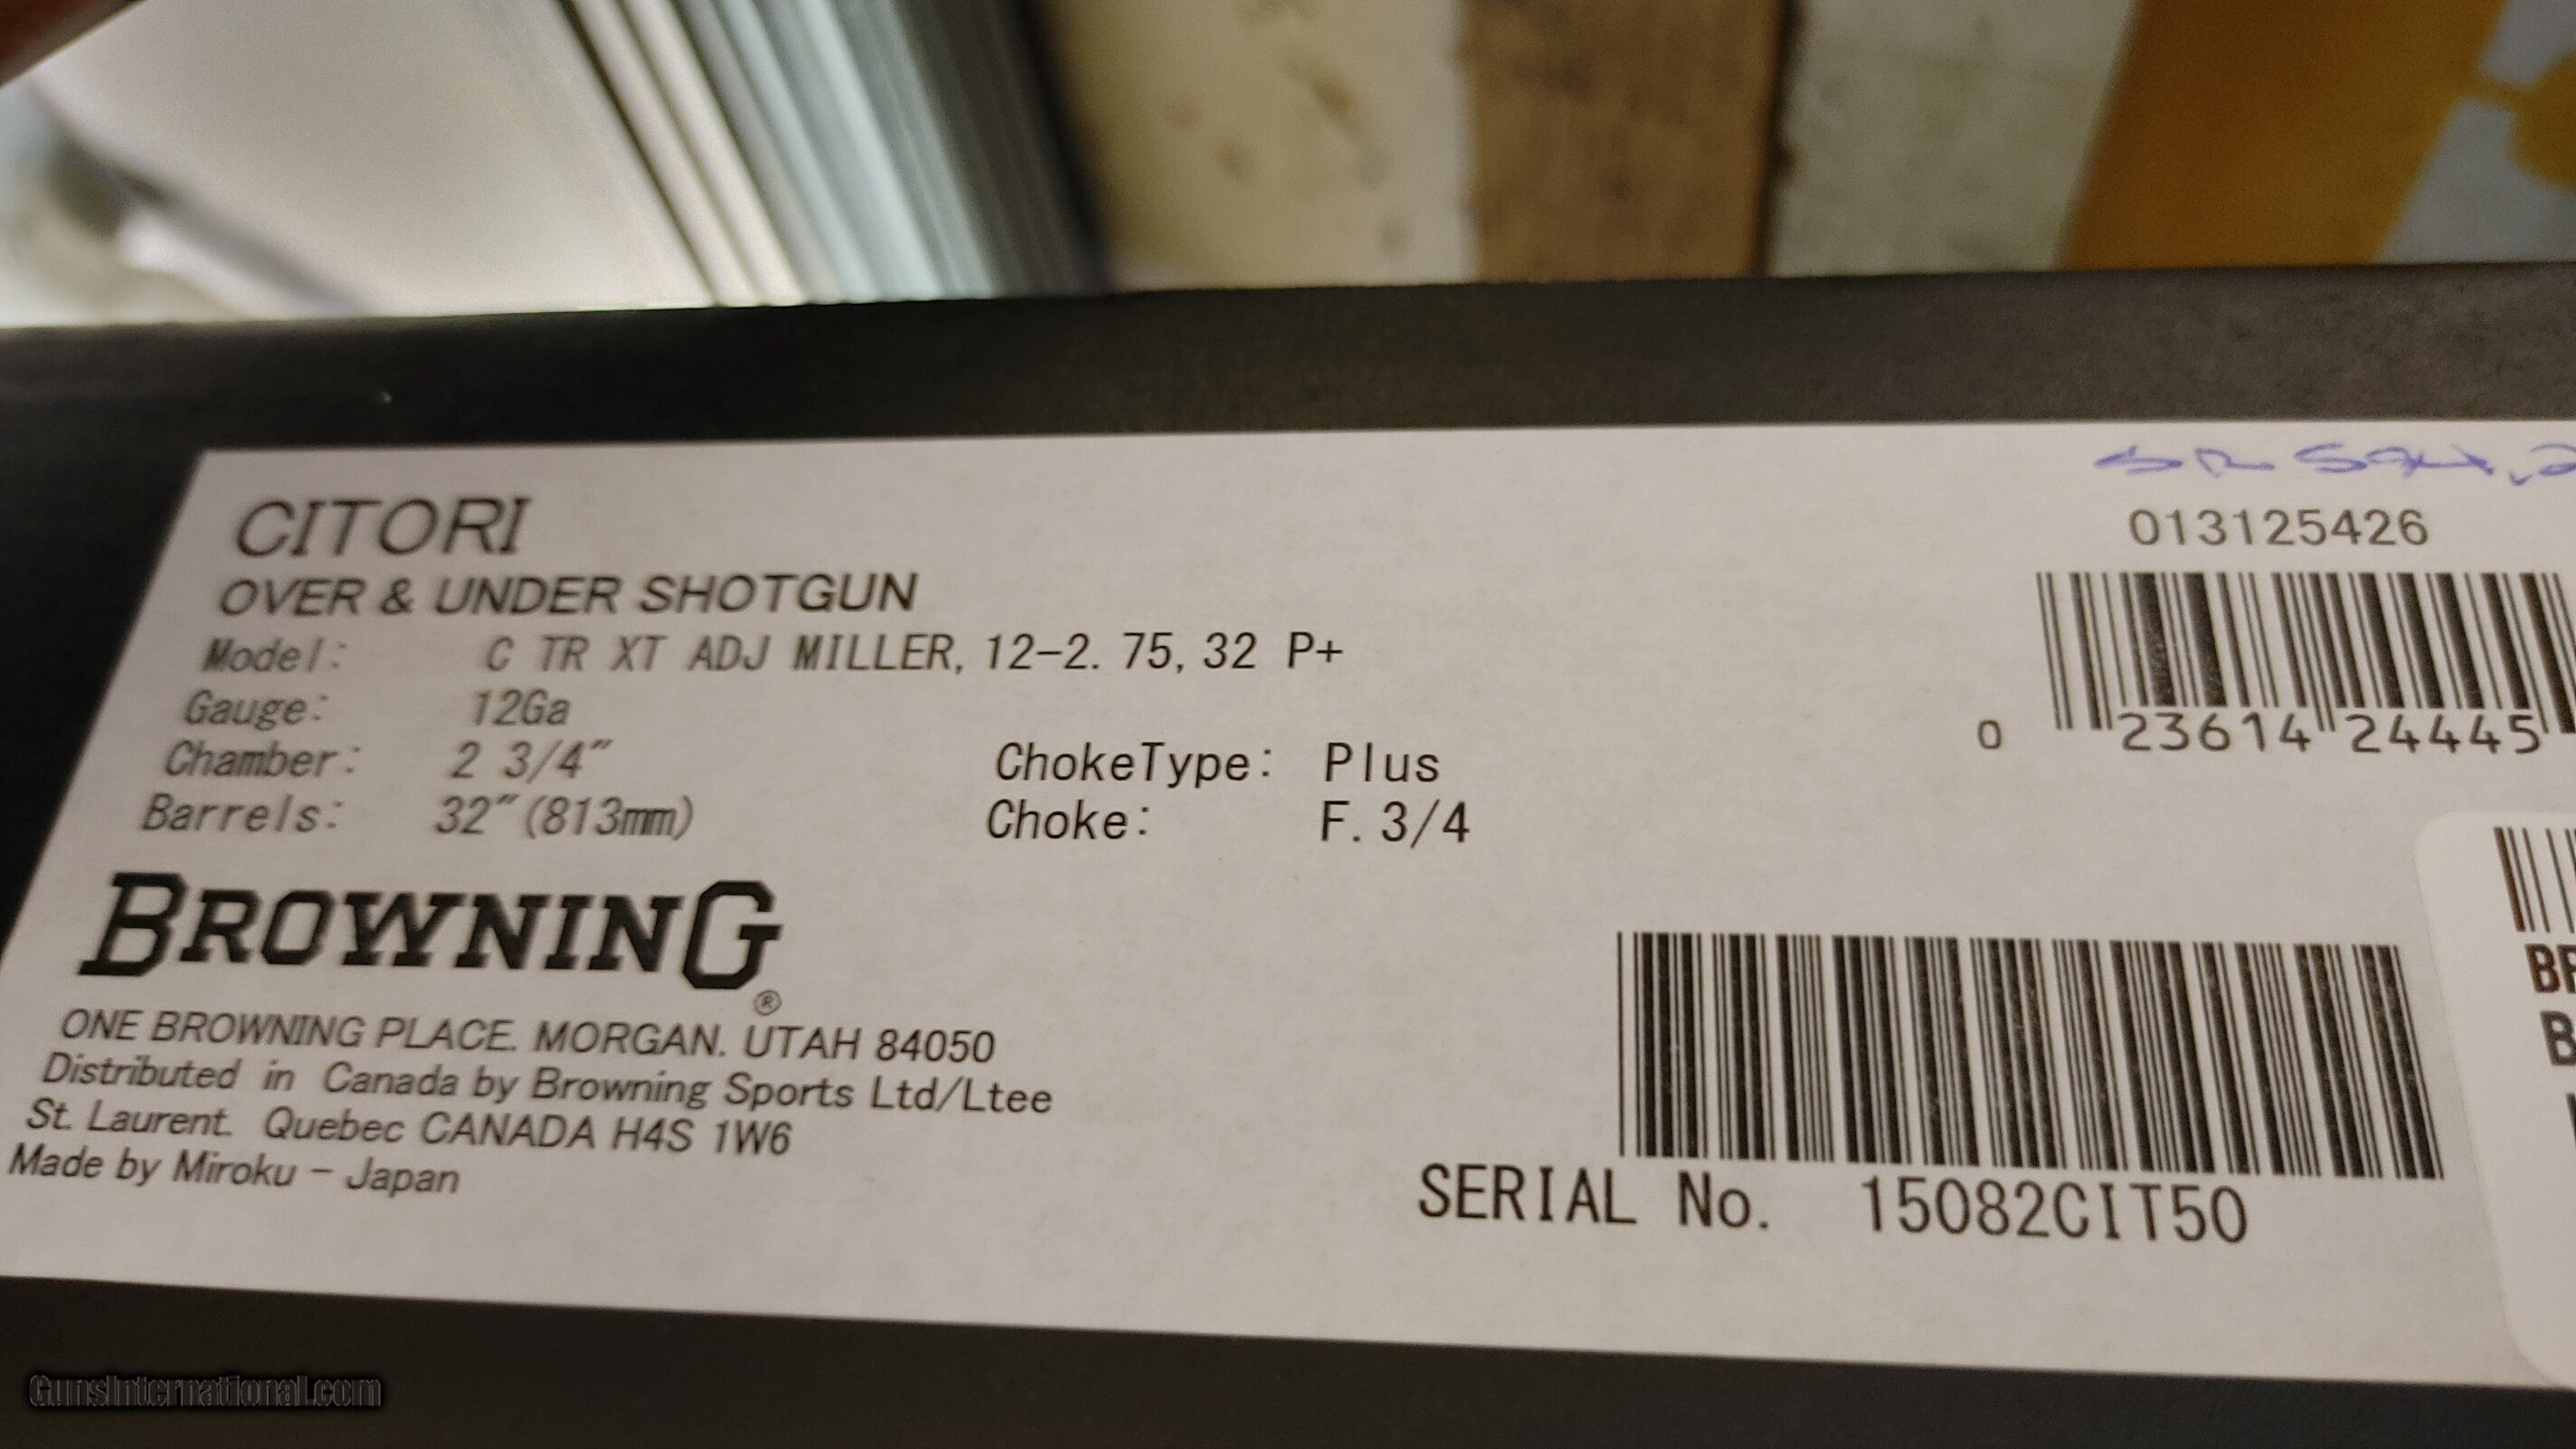 013125426
CITORI
OVER & UNDER SHOTGUN
Model: C TR XT ADJ MILLER, 12-2. 75, 32 P+
Gauge: 12Ga
Chamber: 2 3/4" ChokeType: Plus
Barrels: 32"(813mm) Choke: F. 3/4
0 23614 24445
BROWNING®
ONE BROWNING PLACE. MORGAN. UTAH 84050
Distributed in Canada by Browning Sports Ltd/Ltee
St. Laurent. Quebec CANADA H4S 1W6
Made by Miroku - Japan
SERIAL No. 15082CIT50
GunsInternational.com